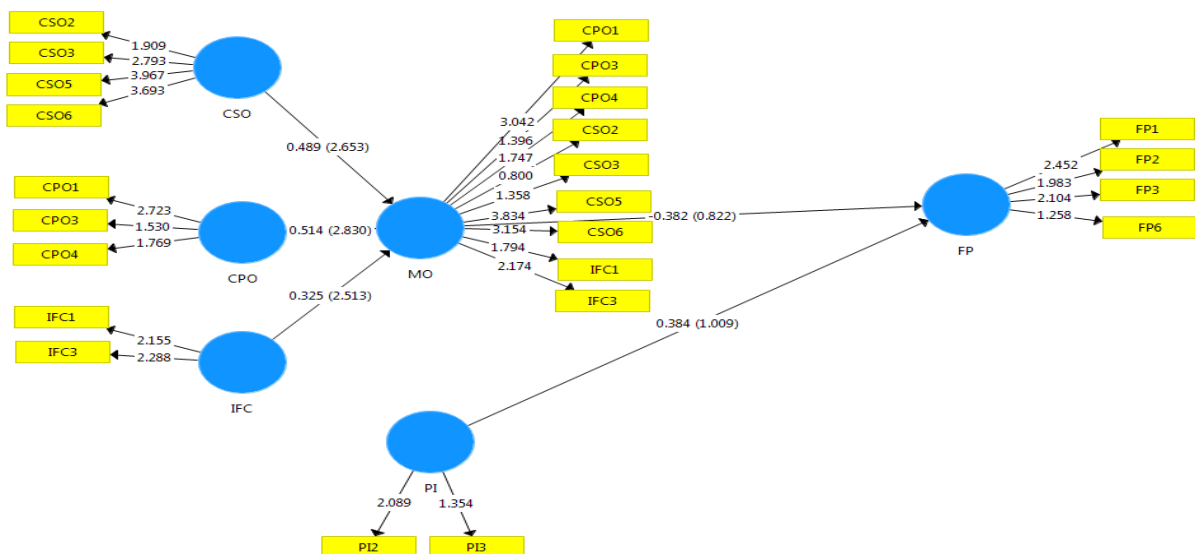 CSO2
CSO3
CSO5
CSO6
1.909
2.793
3.967
3.693
CSO
0.489 (2.653)
CPO1
CPO3
CPO4
2.723
1.530
1.769
CPO
0.514 (2.830)
IFC1
IFC3
2.155
2.288
IFC
0.325 (2.513)
MO
3.042
1.396
1.747
0.800
1.358
3.834
3.154
1.794
2.174
CPO1
CPO3
CPO4
CSO2
CSO3
CSO5
CSO6
IFC1
IFC3
-0.382 (0.822)
0.384 (1.009)
PI
2.089
1.354
PI2
PI3
FP
2.452
1.983
2.104
1.258
FP1
FP2
FP3
FP6